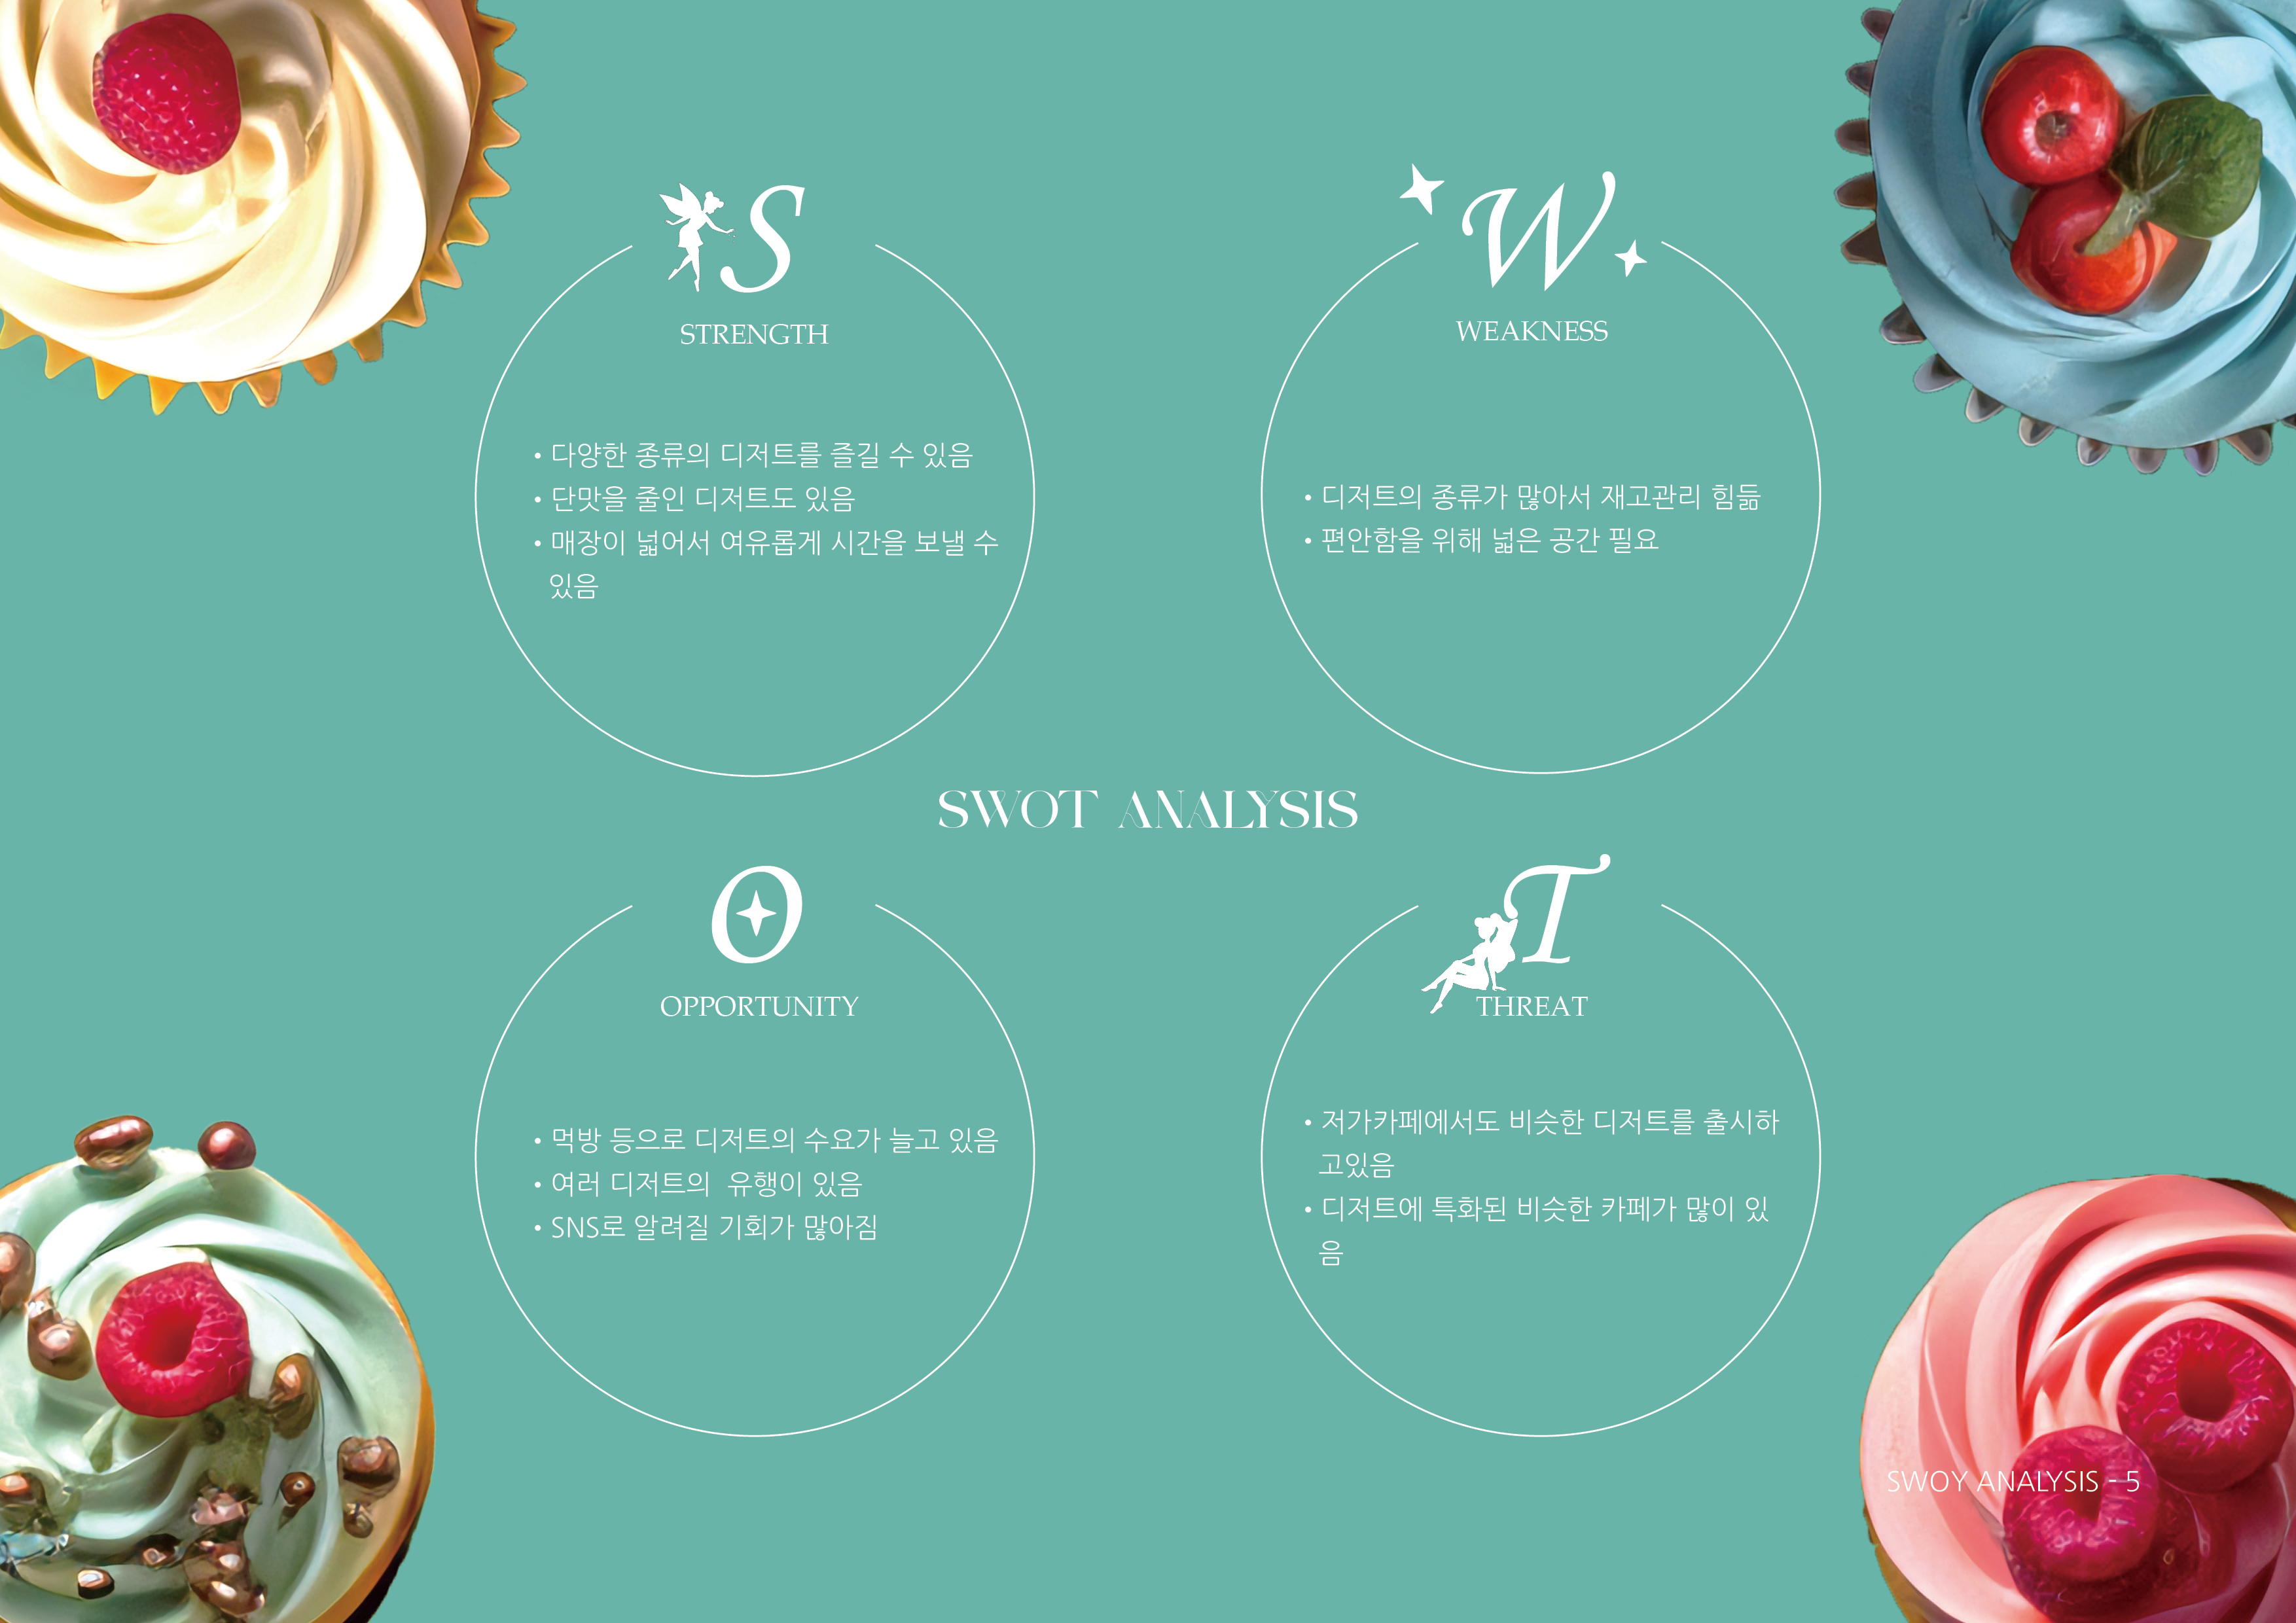 S
STRENGTH
• 다양한 종류의 디저트를 즐길 수 있음
• 단맛을 줄인 디저트도 있음
• 매장이 넓어서 여유롭게 시간을 보낼 수
있음
W
WEAKNESS
• 디저트의 종류가 많아서 재고관리 힘듦
• 편안함을 위해 넓은 공간 필요
SWOT ANALYSIS
O
OPPORTUNITY
• 먹방 등으로 디저트의 수요가 늘고 있음
• 여러 디저트의  유행이 있음
• SNS로 알려질 기회가 많아짐
T
THREAT
• 저가카페에서도 비슷한 디저트를 출시하
고있음
• 디저트에 특화된 비슷한 카페가 많이 있
음
SWOY ANALYSIS - 5